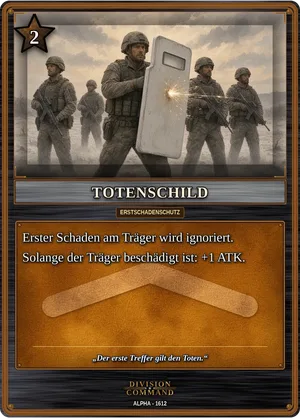 2
TOTENSCHILD
ERSTSCHADENSCHUTZ
Erster Schaden am Träger wird ignoriert.
Solange der Träger beschädigt ist: +1 ATK.
„Der erste Treffer gilt den Toten.“
DIVISION
COMMAND
ALPHA - 1612